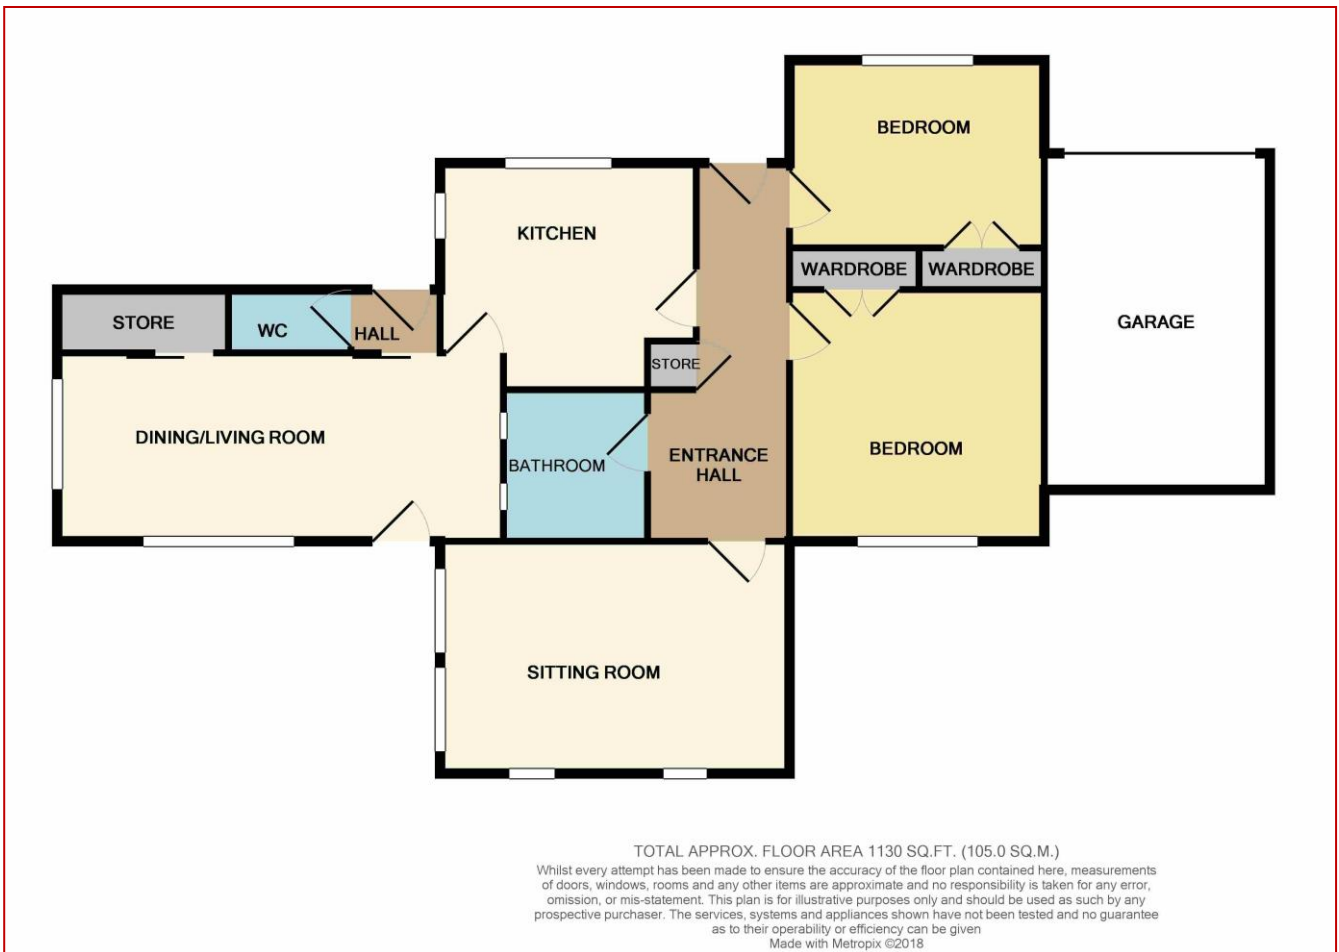 BEDROOM
KITCHEN
WARDROBE
WARDROBE
STORE
WC
HALL
GARAGE
STORE
DINING/LIVING ROOM
BATHROOM
ENTRANCE
HALL
BEDROOM
SITTING ROOM
TOTAL APPROX. FLOOR AREA 1130 SQ.FT. (105.0 SQ.M.)
Whilst every attempt has been made to ensure the accuracy of the floor plan contained here, measurements
of doors, windows, rooms and any other items are approximate and no responsibility is taken for any error,
omission, or mis-statement. This plan is for illustrative purposes only and should be used as such by any
prospective purchaser. The services, systems and appliances shown have not been tested and no guarantee
as to their operability or efficiency can be given
Made with Metropix ©2018